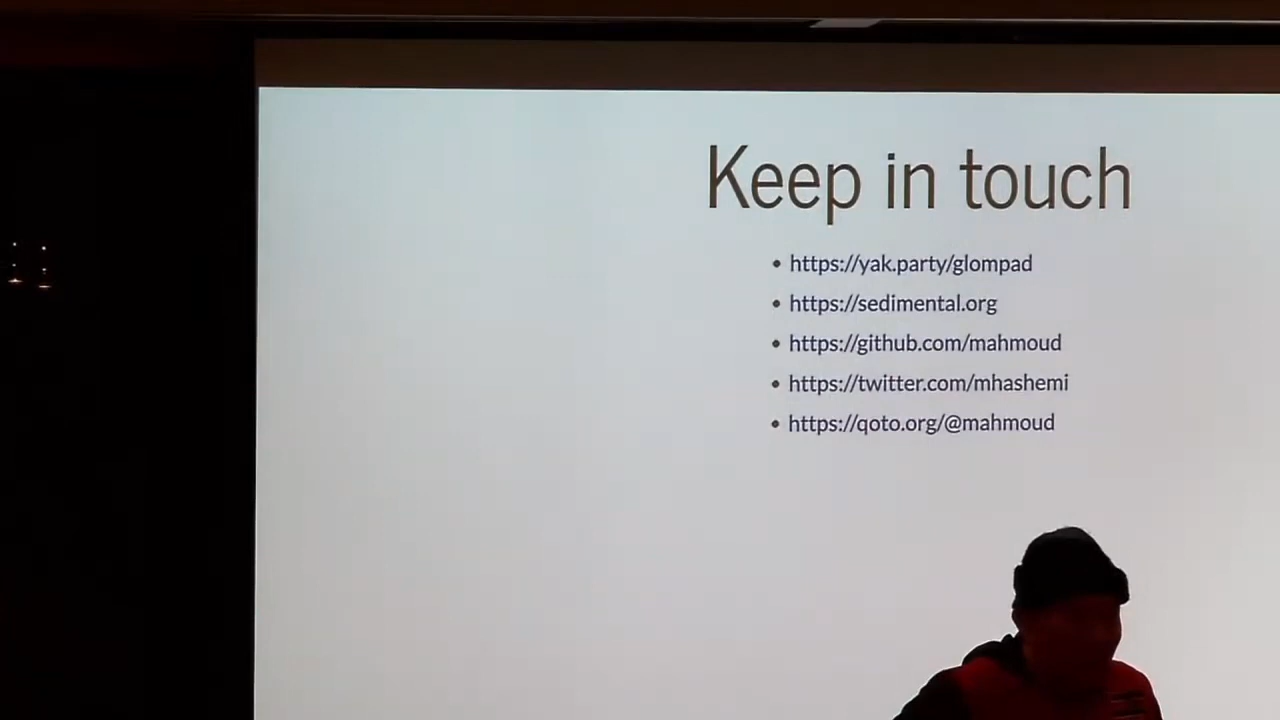 Keep in touch
• https://yak.party/glompad
• https://sedimental.org
• https://github.com/mahmoud
• https://twitter.com/mhashemi
• https://qoto.org/@mahmoud